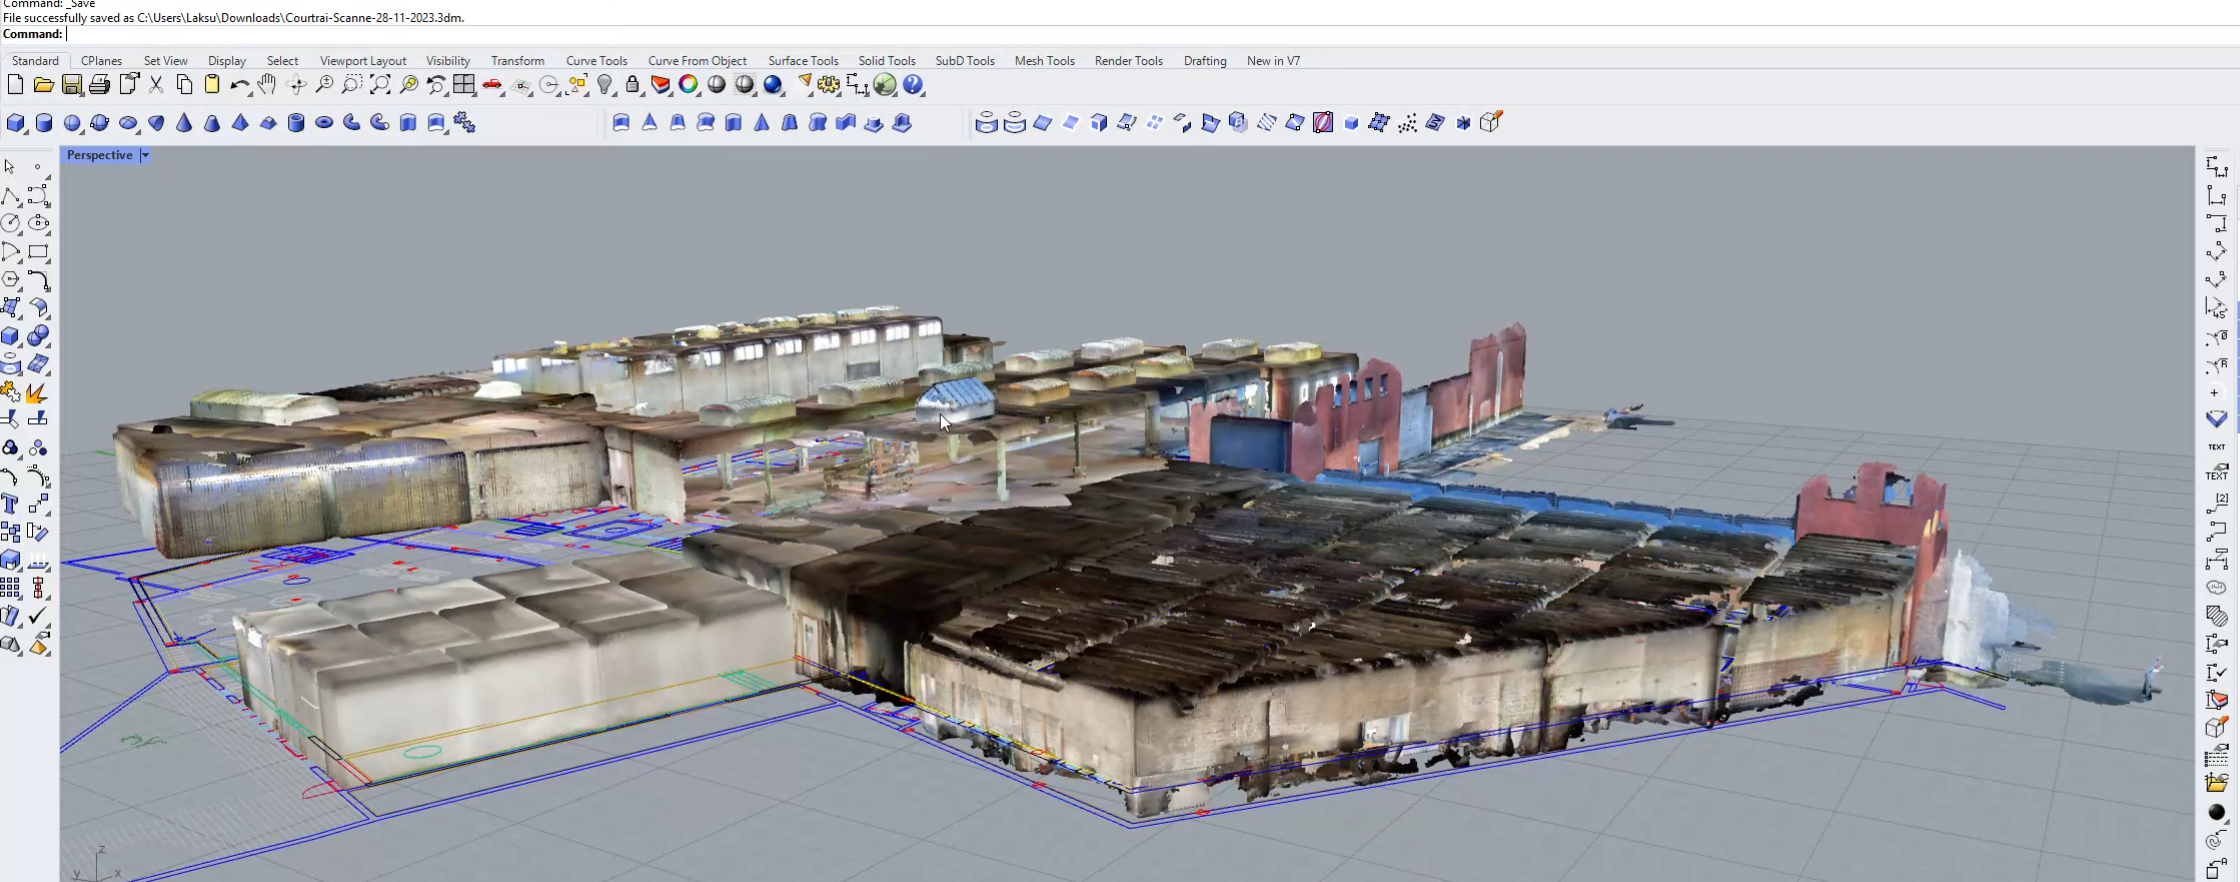 Command: _Save
File successfully saved as C:\Users\Laksu\Downloads\Courtrai-Scanne-28-11-2023.3dm.
Command:
Standard CPlanes Set View Display Select Viewport Layout Visibility Transform Curve Tools Curve From Object Surface Tools Solid Tools SubD Tools Mesh Tools Render Tools Drafting New in V7
Perspective
45
TEXT
TEXT
[2]
z
y x